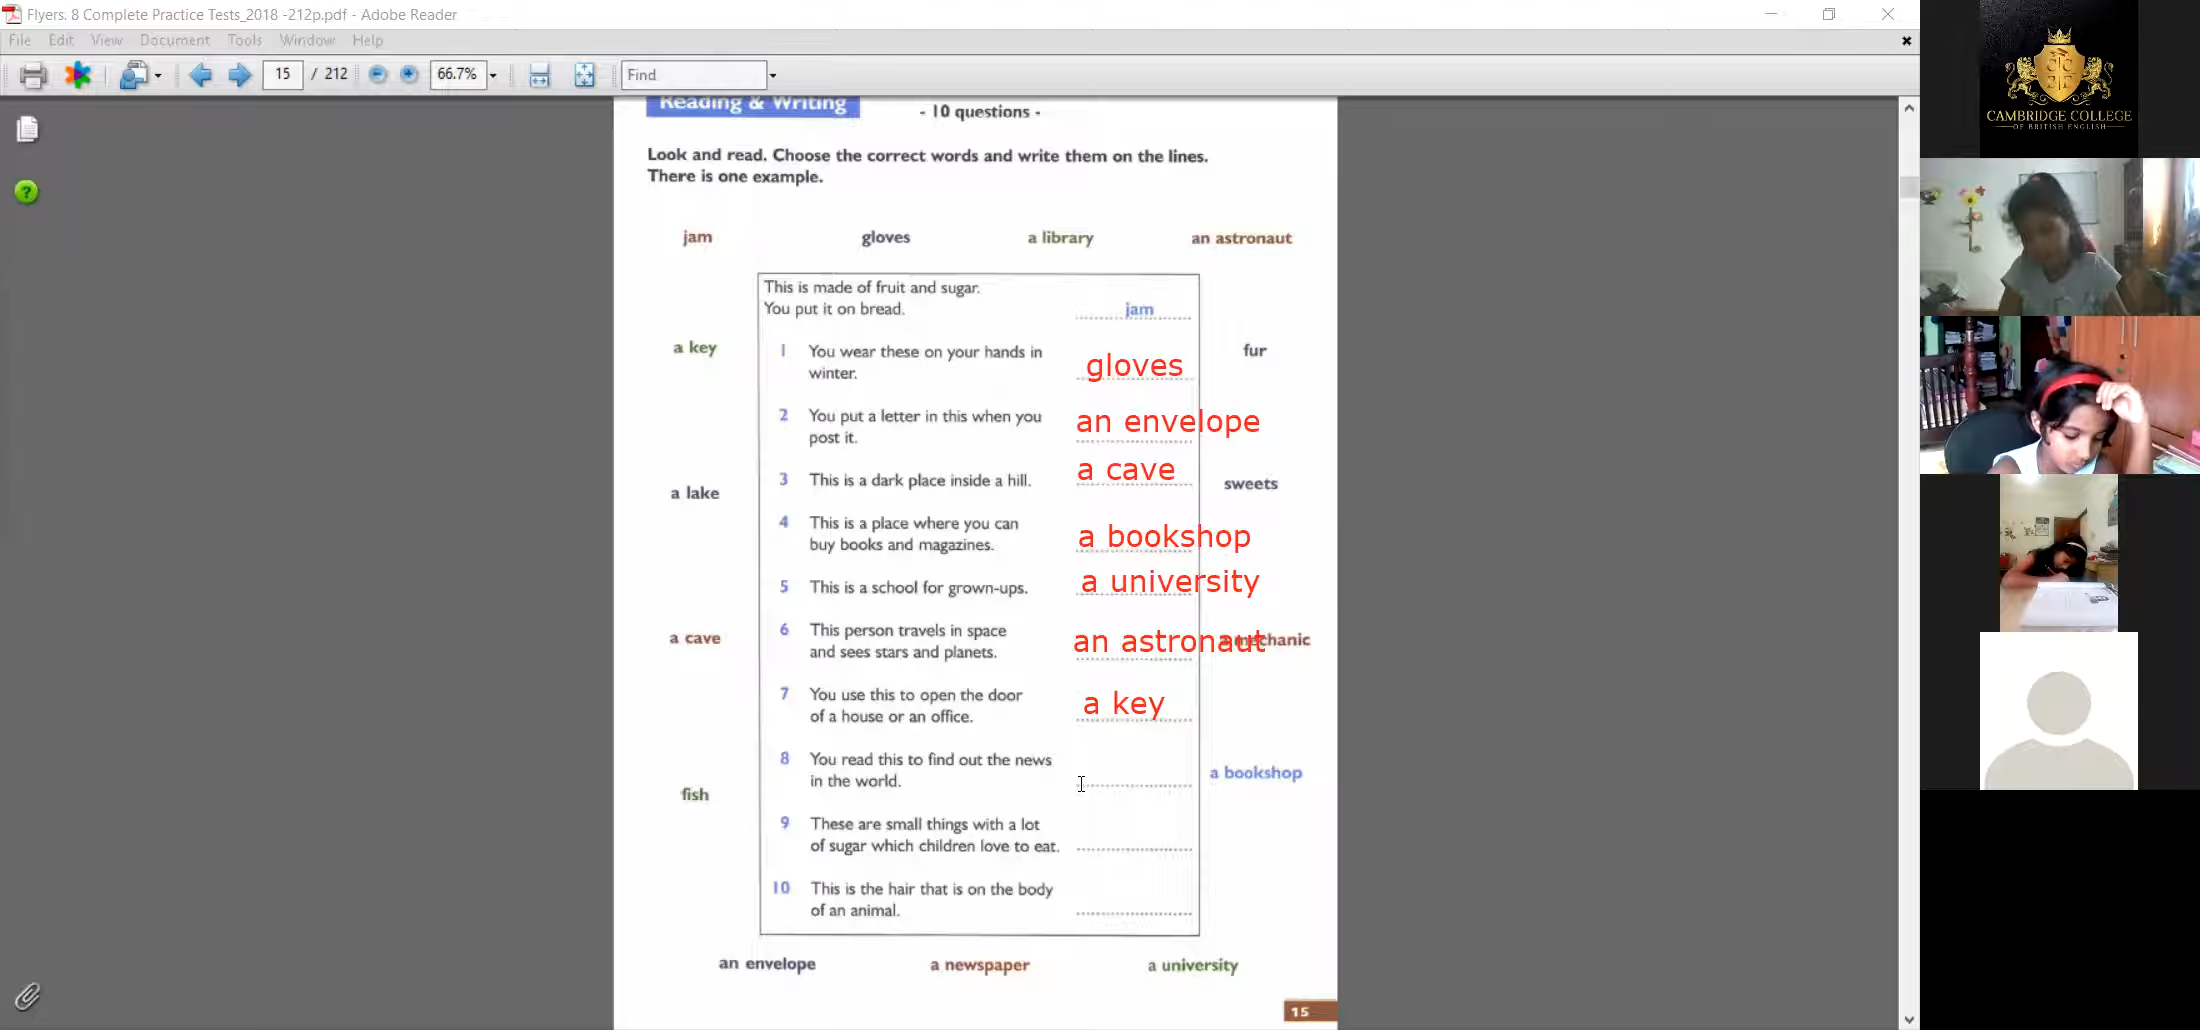 Flyers. 8 Complete Practice Tests_2018 -212p.pdf - Adobe Reader
File Edit View Document Tools Window Help
15 / 212 66.7% Find
Reading & Writing
- 10 questions -
Look and read. Choose the correct words and write them on the lines.
There is one example.
jam gloves a library an astronaut
This is made of fruit and sugar.
You put it on bread. jam
a key
1 You wear these on your hands in
winter. gloves
fur
2 You put a letter in this when you
post it. an envelope
a lake
3 This is a dark place inside a hill. a cave
sweets
4 This is a place where you can
buy books and magazines. a bookshop
5 This is a school for grown-ups. a university
a cave
6 This person travels in space
and sees stars and planets. an astronaut
a mechanic
7 You use this to open the door
of a house or an office. a key
8 You read this to find out the news
in the world.
a bookshop
fish
9 These are small things with a lot
of sugar which children love to eat.
10 This is the hair that is on the body
of an animal.
an envelope a newspaper a university
15
CAMBRIDGE COLLEGE
OF BRITISH ENGLISH